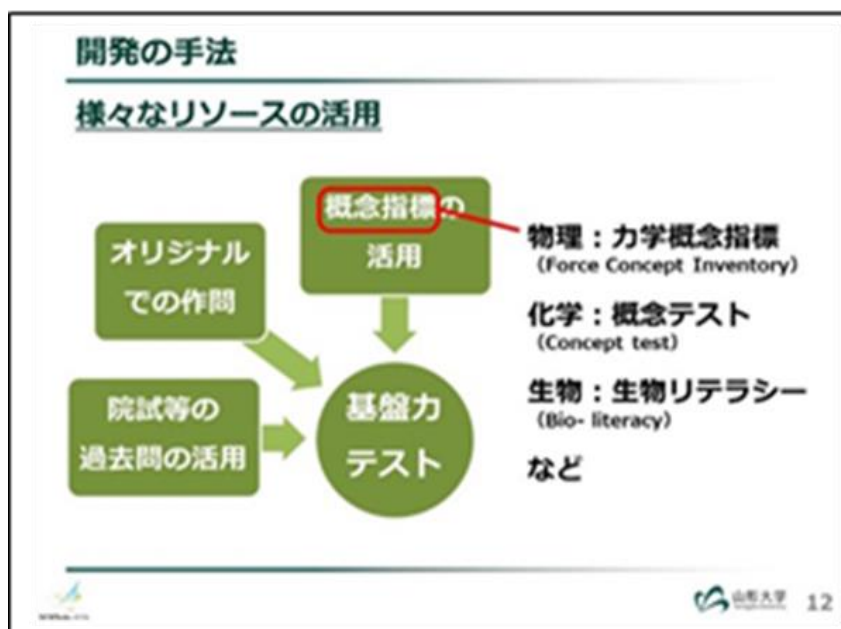 開発の手法
様々なリソースの活用
概念指標の
活用
オリジナル
での作問
院試等の
過去問の活用
基盤力
テスト
物理：力学概念指標
（Force Concept Inventory）
化学：概念テスト
（Concept test）
生物：生物リテラシー
（Bio- literacy）
など
山形大学
12